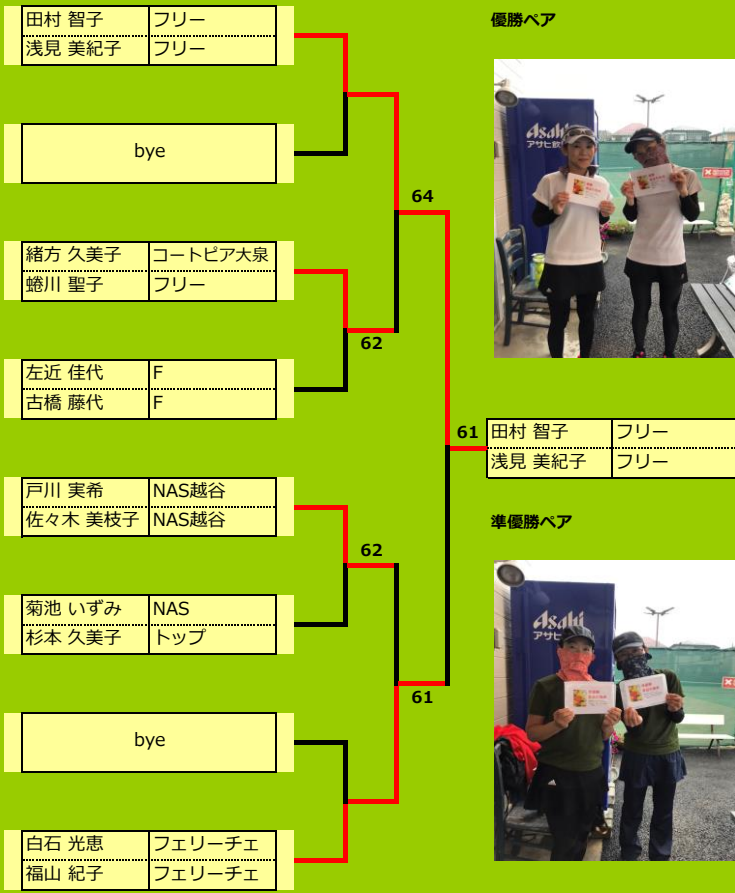 田村 智子 フリー
浅見 美紀子 フリー
bye
緒方 久美子 コートピア大泉
蜷川 聖子 フリー
左近 佳代 F
古橋 藤代 F
戸川 実希 NAS越谷
佐々木 美枝子 NAS越谷
菊池 いずみ NAS
杉本 久美子 トップ
bye
白石 光恵 フェリーチェ
福山 紀子 フェリーチェ
62
62
64
61
61
田村 智子 フリー
浅見 美紀子 フリー
優勝ペア
Asahi
アサヒ飲
準優勝ペア
Asahi
アサヒ